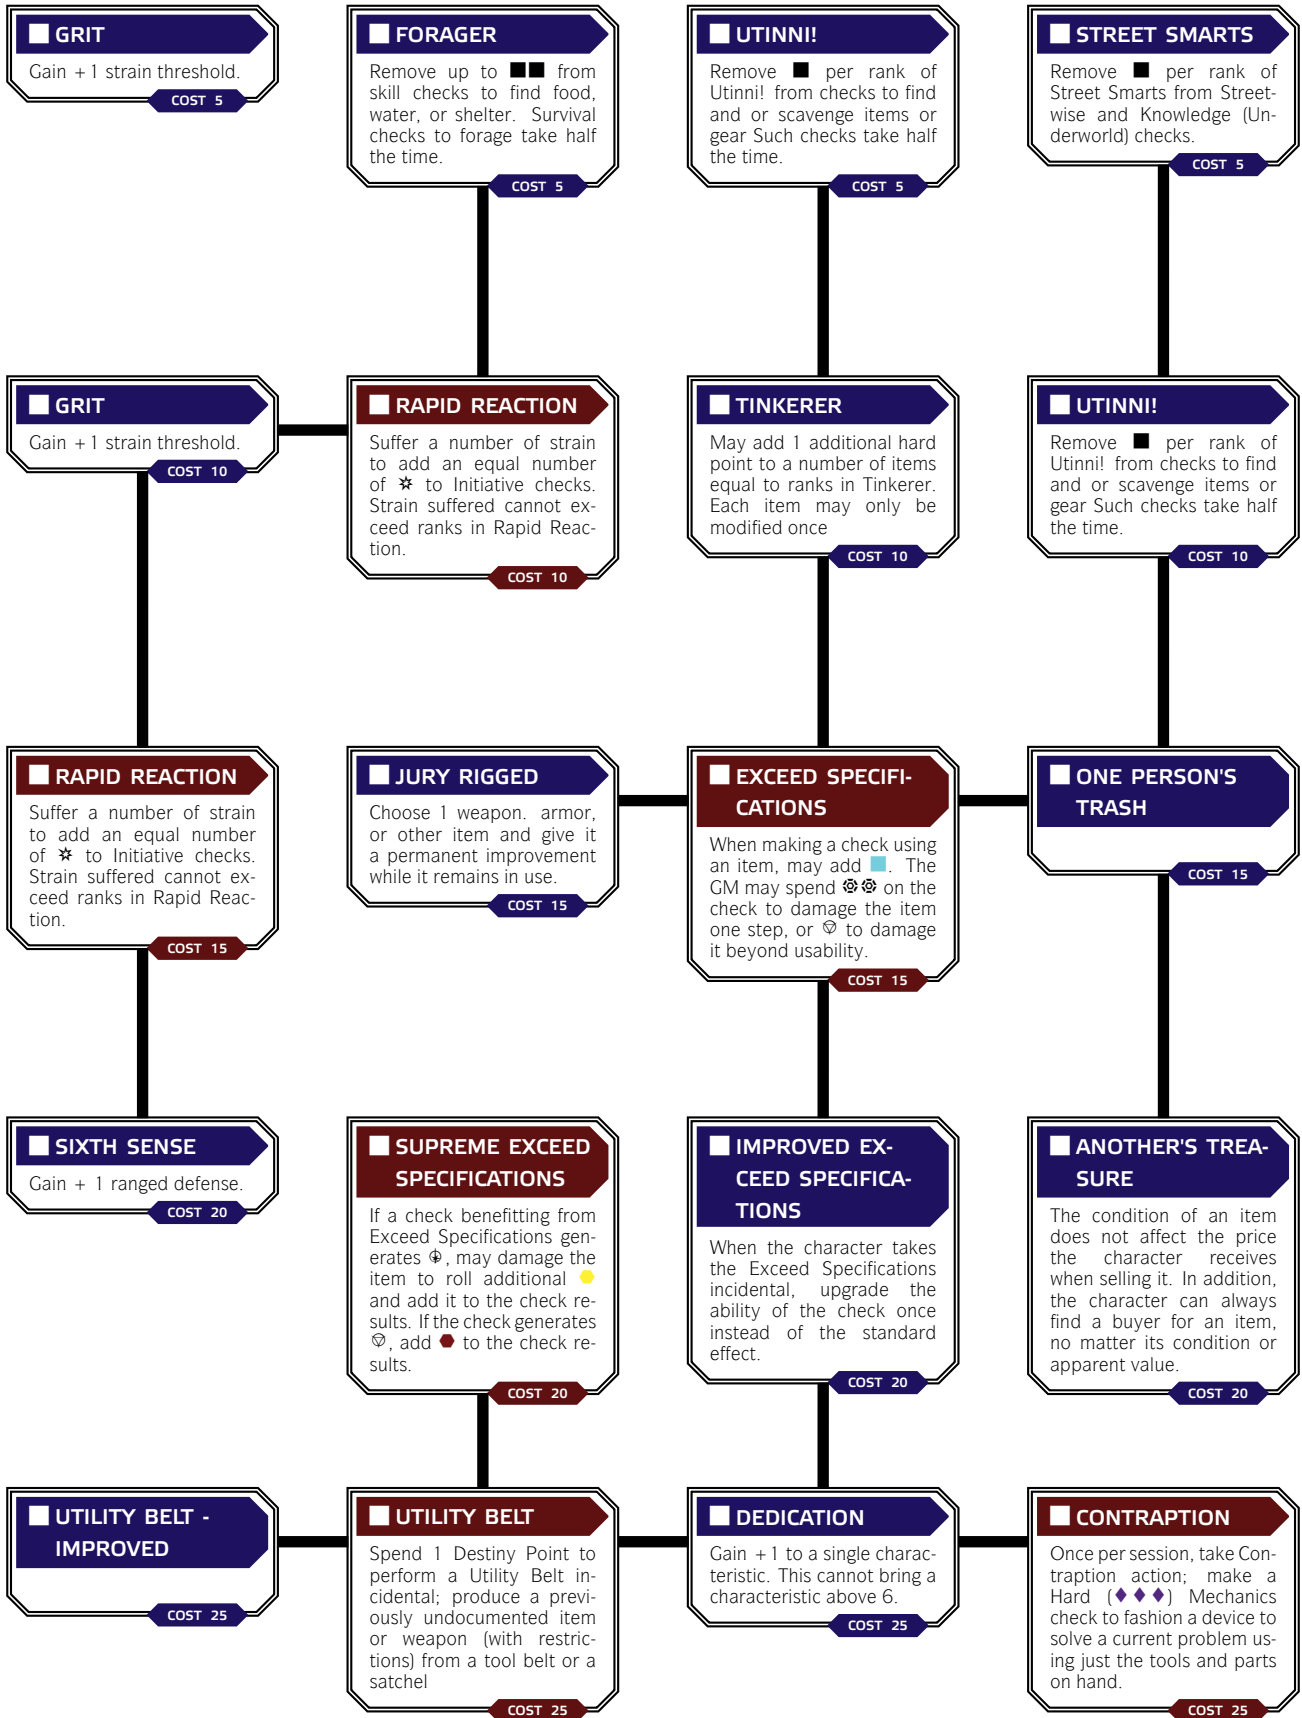 GRIT
Gain +1 strain threshold.
COST 5
FORAGER
Remove up to ■■ from
skill checks to find food,
water, or shelter. Survival
checks to forage take half
the time.
COST 5
UTINNI!
Remove ■ per rank of
Utinni! from checks to find
and or scavenge items or
gear Such checks take half
the time.
COST 5
STREET SMARTS
Remove ■ per rank of
Street Smarts from Street-
wise and Knowledge (Un-
derworld) checks.
COST 5
GRIT
Gain +1 strain threshold.
COST 10
RAPID REACTION
Suffer a number of strain
to add an equal number
of to Initiative checks.
Strain suffered cannot ex-
ceed ranks in Rapid Reac-
tion.
COST 10
TINKERER
May add 1 additional hard
point to a number of items
equal to ranks in Tinkerer.
Each item may only be
modified once
COST 10
UTINNI!
Remove ■ per rank of
Utinni! from checks to find
and or scavenge items or
gear Such checks take half
the time.
COST 10
RAPID REACTION
Suffer a number of strain
to add an equal number
of to Initiative checks.
Strain suffered cannot ex-
ceed ranks in Rapid Reac-
tion.
COST 15
JURY RIGGED
Choose 1 weapon. armor,
or other item and give it
a permanent improvement
while it remains in use.
COST 15
EXCEED SPECIFI-
CATIONS
When making a check using
an item, may add ■. The
GM may spend on the
check to damage the item
one step, or to damage
it beyond usability.
COST 15
ONE PERSON'S
TRASH
COST 15
SIXTH SENSE
Gain +1 ranged defense.
COST 20
SUPREME EXCEED
SPECIFICATIONS
If a check benefitting from
Exceed Specifications gen-
erates , may damage the
item to roll additional ⬢
and add it to the check re-
sults. If the check generates
, add ⬢ to the check re-
sults.
COST 20
IMPROVED EX-
CEED SPECIFICA-
TIONS
When the character takes
the Exceed Specifications
incidental, upgrade the
ability of the check once
instead of the standard
effect.
COST 20
ANOTHER'S TREA-
SURE
The condition of an item
does not affect the price
the character receives
when selling it. In addition,
the character can always
find a buyer for an item,
no matter its condition or
apparent value.
COST 20
UTILITY BELT -
IMPROVED
COST 25
UTILITY BELT
Spend 1 Destiny Point to
perform a Utility Belt in-
cidental; produce a previ-
ously undocumented item
or weapon (with restric-
tions) from a tool belt or a
satchel
COST 25
DEDICATION
Gain +1 to a single charac-
teristic. This cannot bring a
characteristic above 6.
COST 25
CONTRAPTION
Once per session, take Con-
traption action; make a
Hard (♦♦♦) Mechanics
check to fashion a device to
solve a current problem us-
ing just the tools and parts
on hand.
COST 25